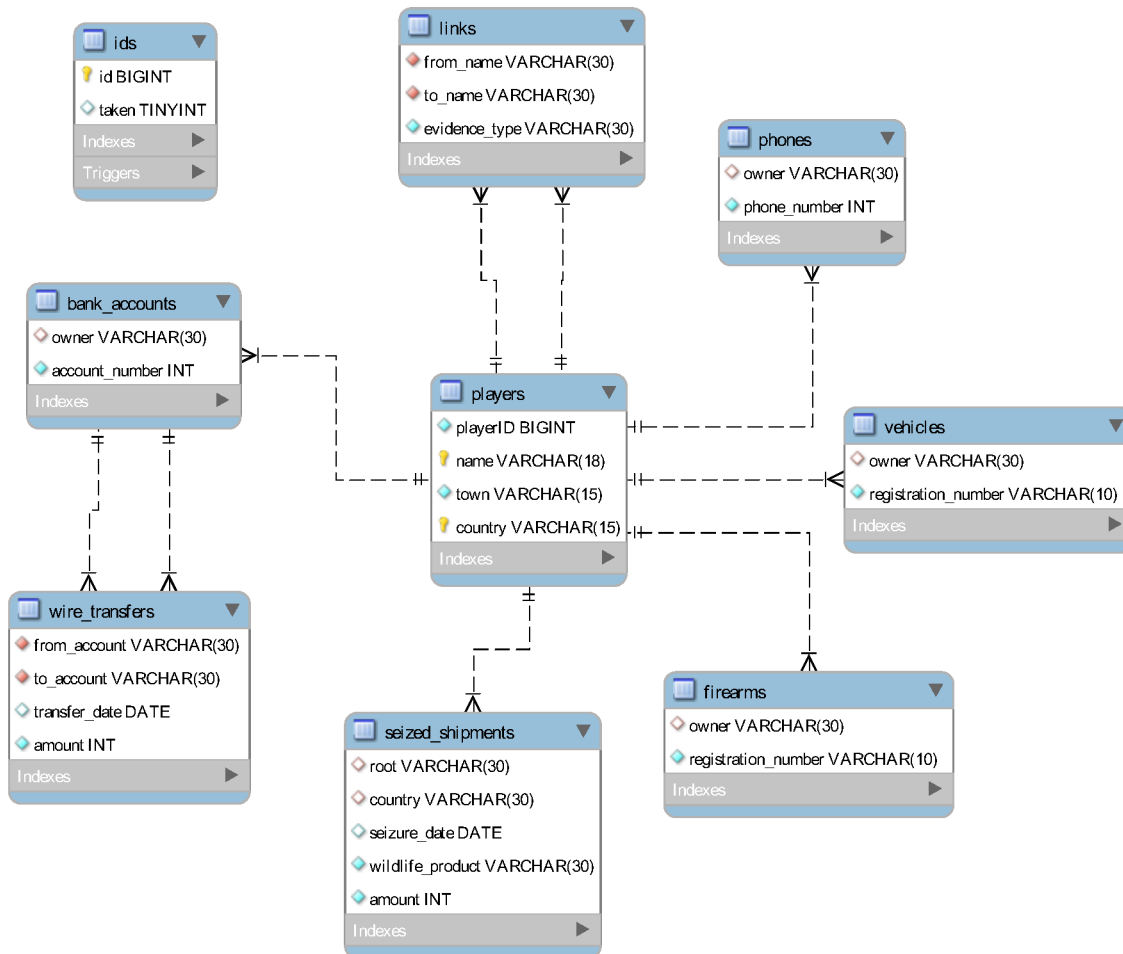 ids
id BIGINT
taken TINYINT
Indexes
Triggers
links
from_name VARCHAR(30)
to_name VARCHAR(30)
evidence_type VARCHAR(30)
Indexes
phones
owner VARCHAR(30)
phone_number INT
Indexes
bank_accounts
owner VARCHAR(30)
account_number INT
Indexes
players
playerID BIGINT
name VARCHAR(18)
town VARCHAR(15)
country VARCHAR(15)
Indexes
vehicles
owner VARCHAR(30)
registration_number VARCHAR(10)
Indexes
wire_transfers
from_account VARCHAR(30)
to_account VARCHAR(30)
transfer_date DATE
amount INT
Indexes
seized_shipments
root VARCHAR(30)
country VARCHAR(30)
seizure_date DATE
wildlife_product VARCHAR(30)
amount INT
Indexes
firearms
owner VARCHAR(30)
registration_number VARCHAR(10)
Indexes